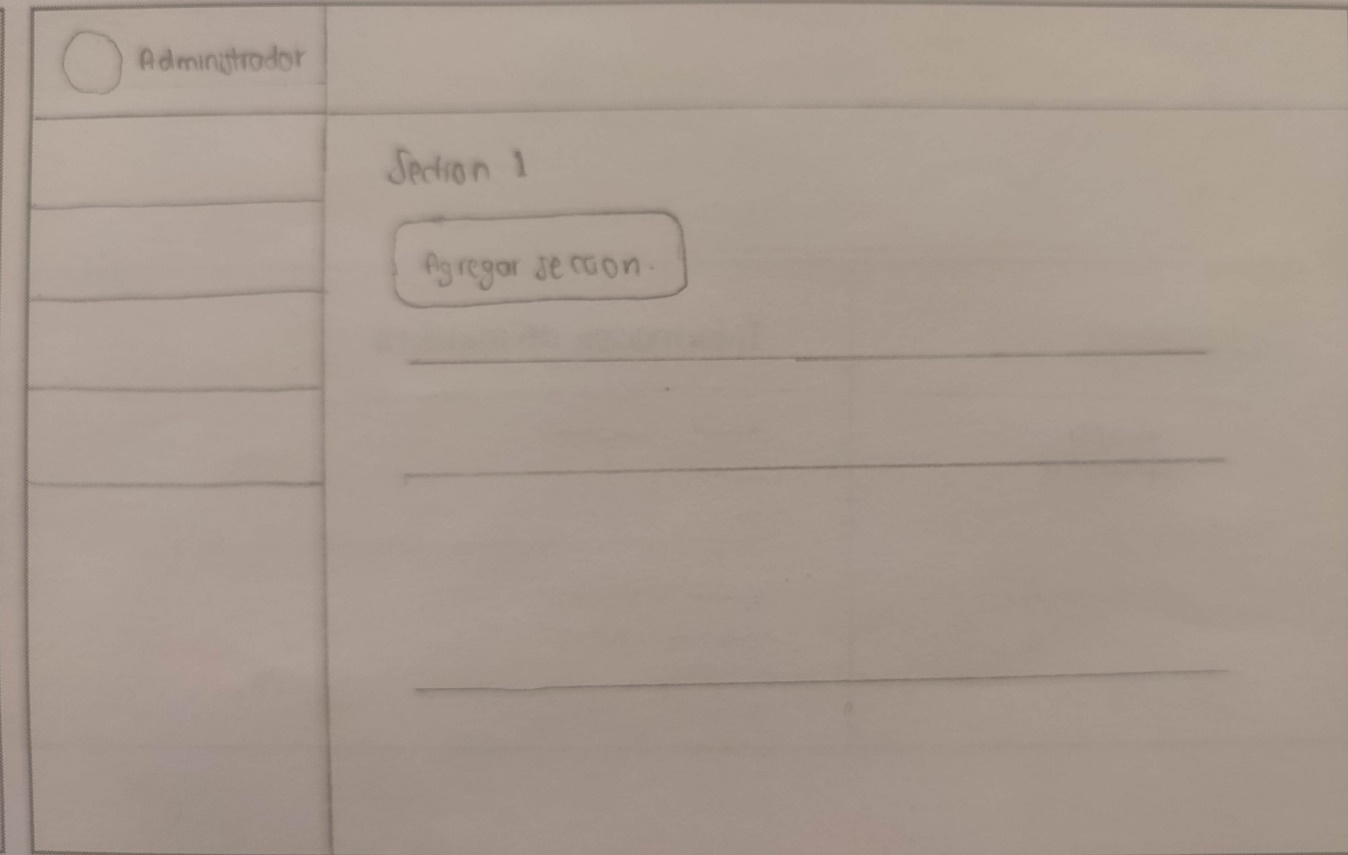 Administrador
Section 1
Agregar seccion.